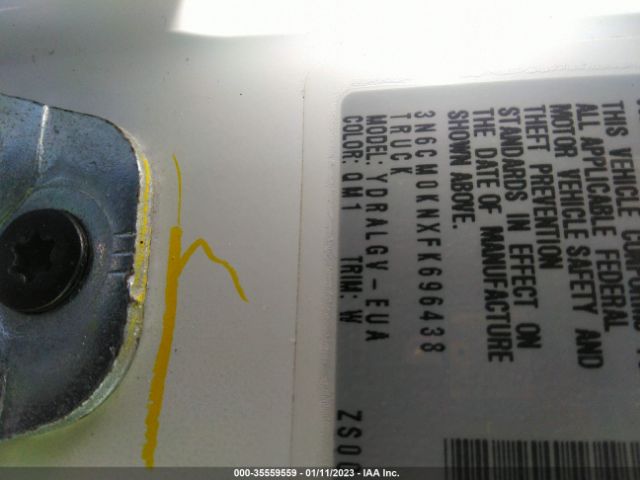 THIS VEHICLE CONFORMS
ALL APPLICABLE FEDERAL
MOTOR VEHICLE SAFETY AND
THEFT PREVENTION
STANDARDS IN EFFECT ON
THE DATE OF MANUFACTURE
SHOWN ABOVE.
3N6CM0KNXFK696438
TRUCK
MODEL: YDRALGV-EUA
COLOR: QM1 TRIM: W
000-35559559 — 01/11/2023 — IAA Inc.